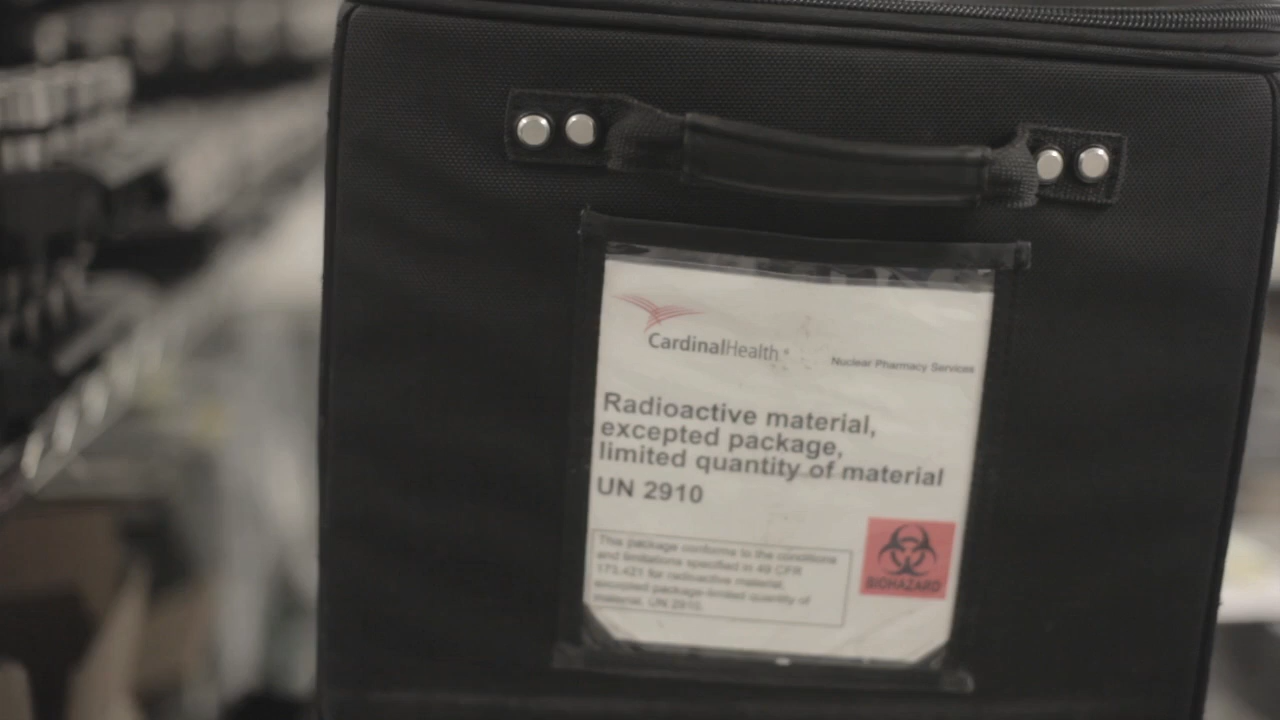 CardinalHealth
Nuclear Pharmacy Services
Radioactive material,
excepted package,
limited quantity of material
UN 2910
This package conforms to the conditions
and limitations specified in 49 CFR
173.421 for radioactive material,
excepted package-limited quantity of
material, UN 2910.
BIOHAZARD